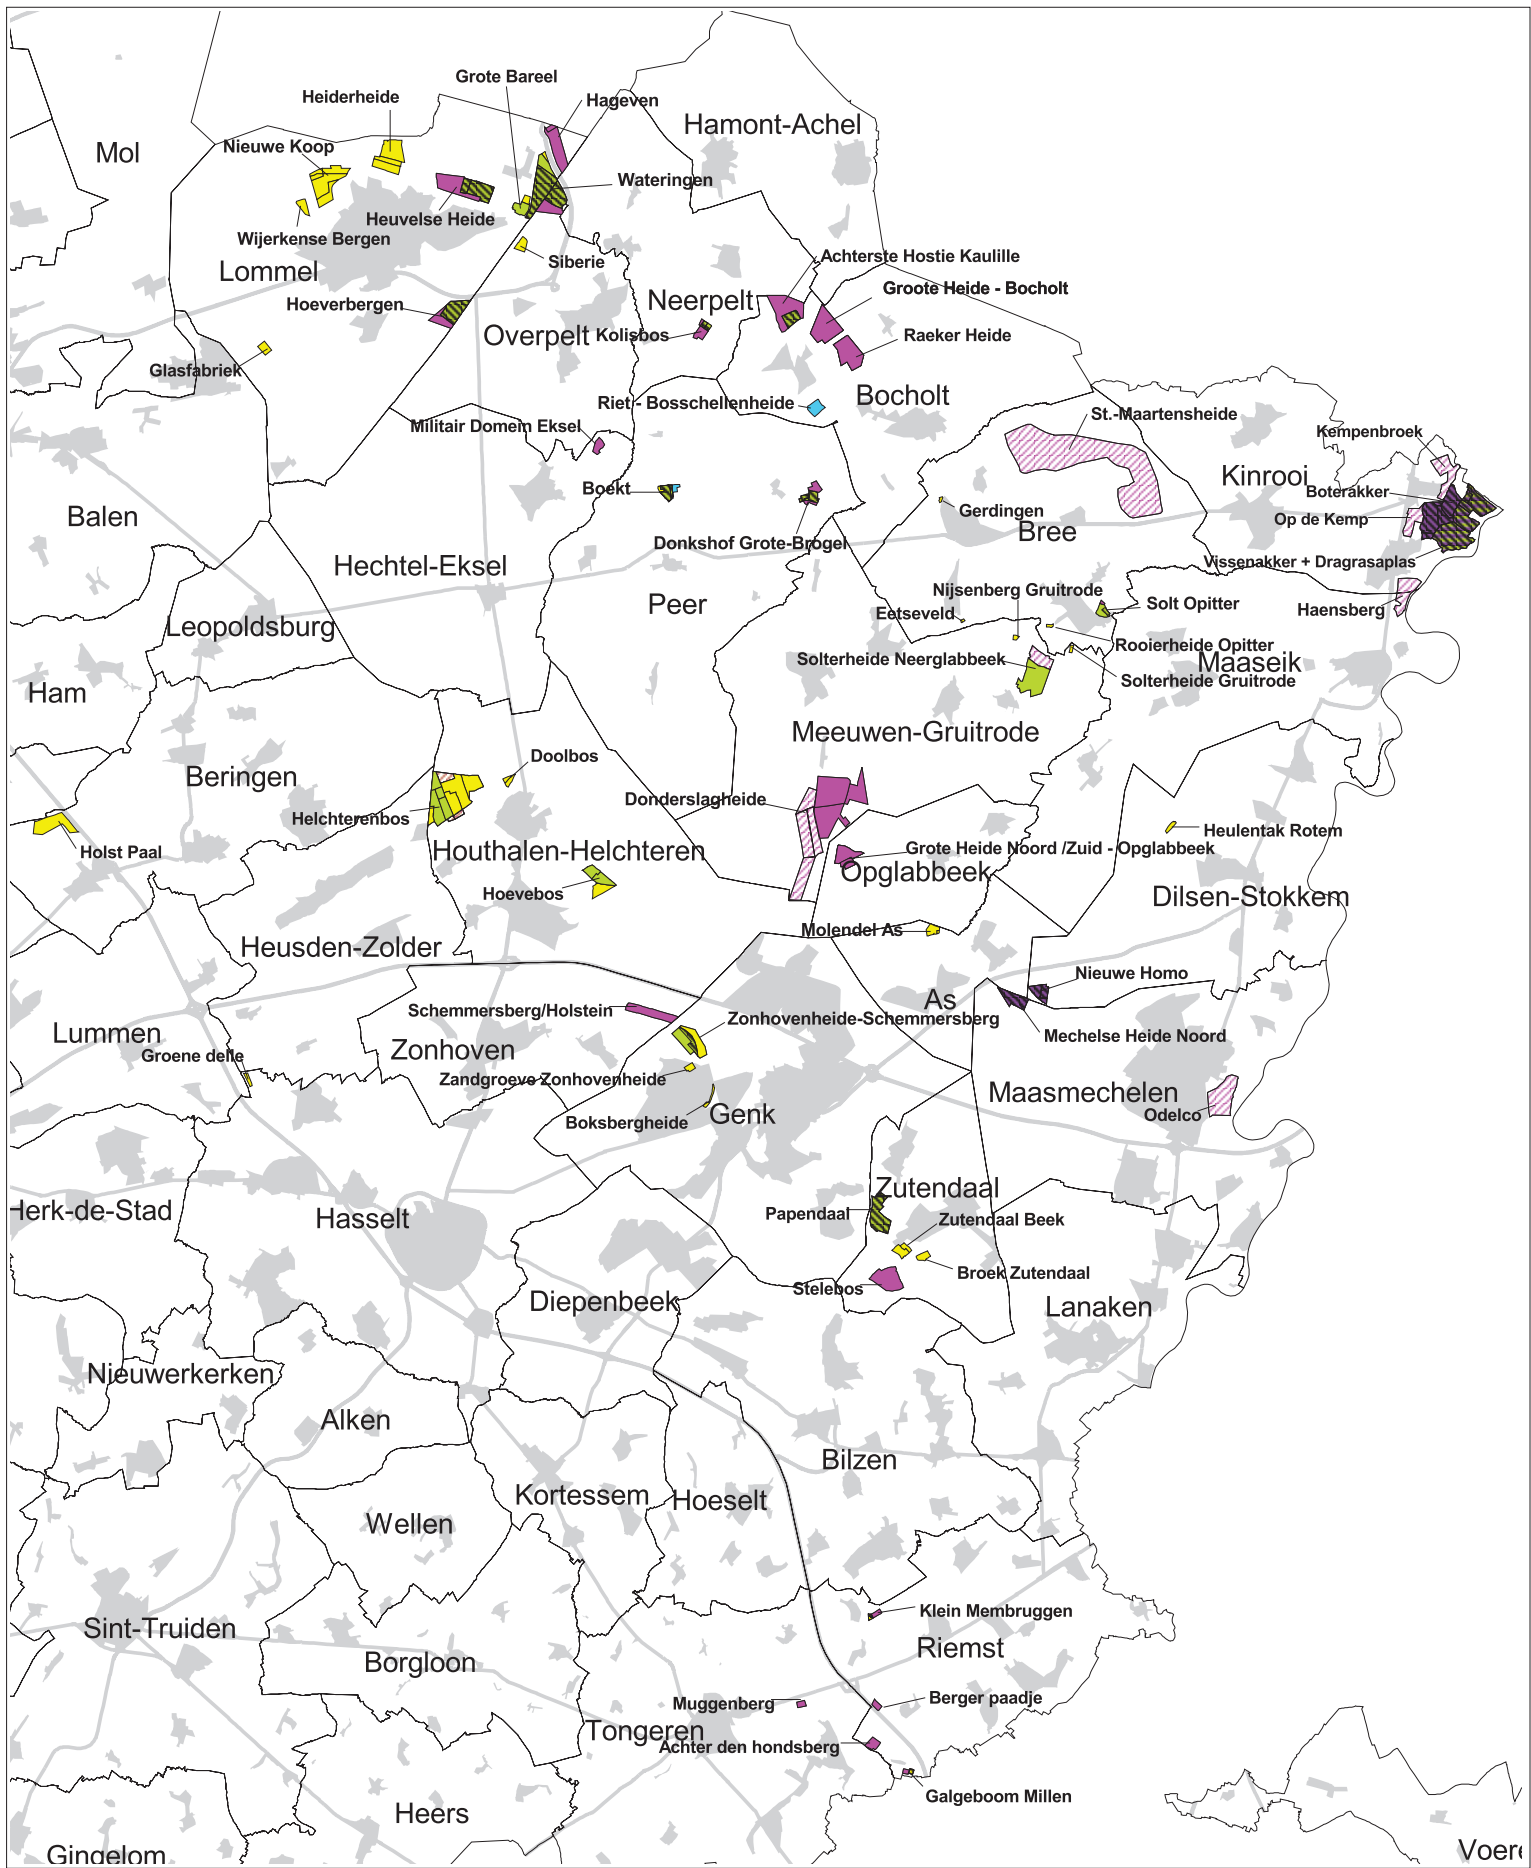 Grote Bareel
Heiderheide
Hageven
Hamont-Achel
Mol
Nieuwe Koop
Wateringen
Heuvelse Heide
Wijerkense Bergen
Siberie
Achterste Hostie Kaulille
Lommel
Groote Heide - Bocholt
Hoeverbergen
Neerpelt
Overpelt
Kolisbos
Raeker Heide
Glasfabriek
Bocholt
Riet - Bosschellenheide
St.-Maartensheide
Militair Domein Eksel
Kempenbroek
Kinrooi
Boekt
Boterakker
Gerdingen
Balen
Op de Kemp
Bree
Donkshof Grote-Brogel
Vissenakker + Dragrasaplas
Hechtel-Eksel
Nijsenberg Gruitrode
Peer
Solt Opitter
Haensberg
Eetseveld
Leopoldsburg
Rooierheide Opitter
Solterheide Neerglabbeek
Maaseik
Solterheide Gruitrode
Ham
Meeuwen-Gruitrode
Doolbos
Beringen
Donderslagheide
Helchterenbos
Heulentak Rotem
Holst Paal
Houthalen-Helchteren
Grote Heide Noord /Zuid - Opglabbeek
Opglabbeek
Hoevebos
Dilsen-Stokkem
Molendel As
Heusden-Zolder
Nieuwe Homo
As
Schemmersberg/Holstein
Zonhovenheide-Schemmersberg
Lummen
Mechelse Heide Noord
Zonhoven
Groene delle
Zandgroeve Zonhovenheide
Maasmechelen
Odelco
Genk
Boksbergheide
Zutendaal
Herk-de-Stad
Hasselt
Papendaal
Zutendaal Beek
Broek Zutendaal
Stelebos
Diepenbeek
Lanaken
Nieuwerkerken
Alken
Bilzen
Kortessem
Hoeselt
Wellen
Klein Membruggen
Sint-Truiden
Riemst
Borgloon
Berger paadje
Muggenberg
Tongeren
Achter den hondsberg
Galgeboom Millen
Heers
Gingelom
Voere